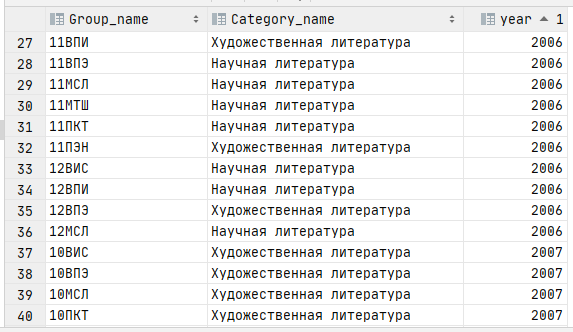 Group_name Category_name year 1
27 11ВПИ Художественная литература 2006
28 11ВПЭ Научная литература 2006
29 11МСЛ Научная литература 2006
30 11МТШ Научная литература 2006
31 11ПКТ Научная литература 2006
32 11ПЭН Художественная литература 2006
33 12ВИС Научная литература 2006
34 12ВПИ Научная литература 2006
35 12ВПЭ Художественная литература 2006
36 12МСЛ Научная литература 2006
37 10ВИС Художественная литература 2007
38 10ВПЭ Художественная литература 2007
39 10МСЛ Художественная литература 2007
40 10ПКТ Художественная литература 2007